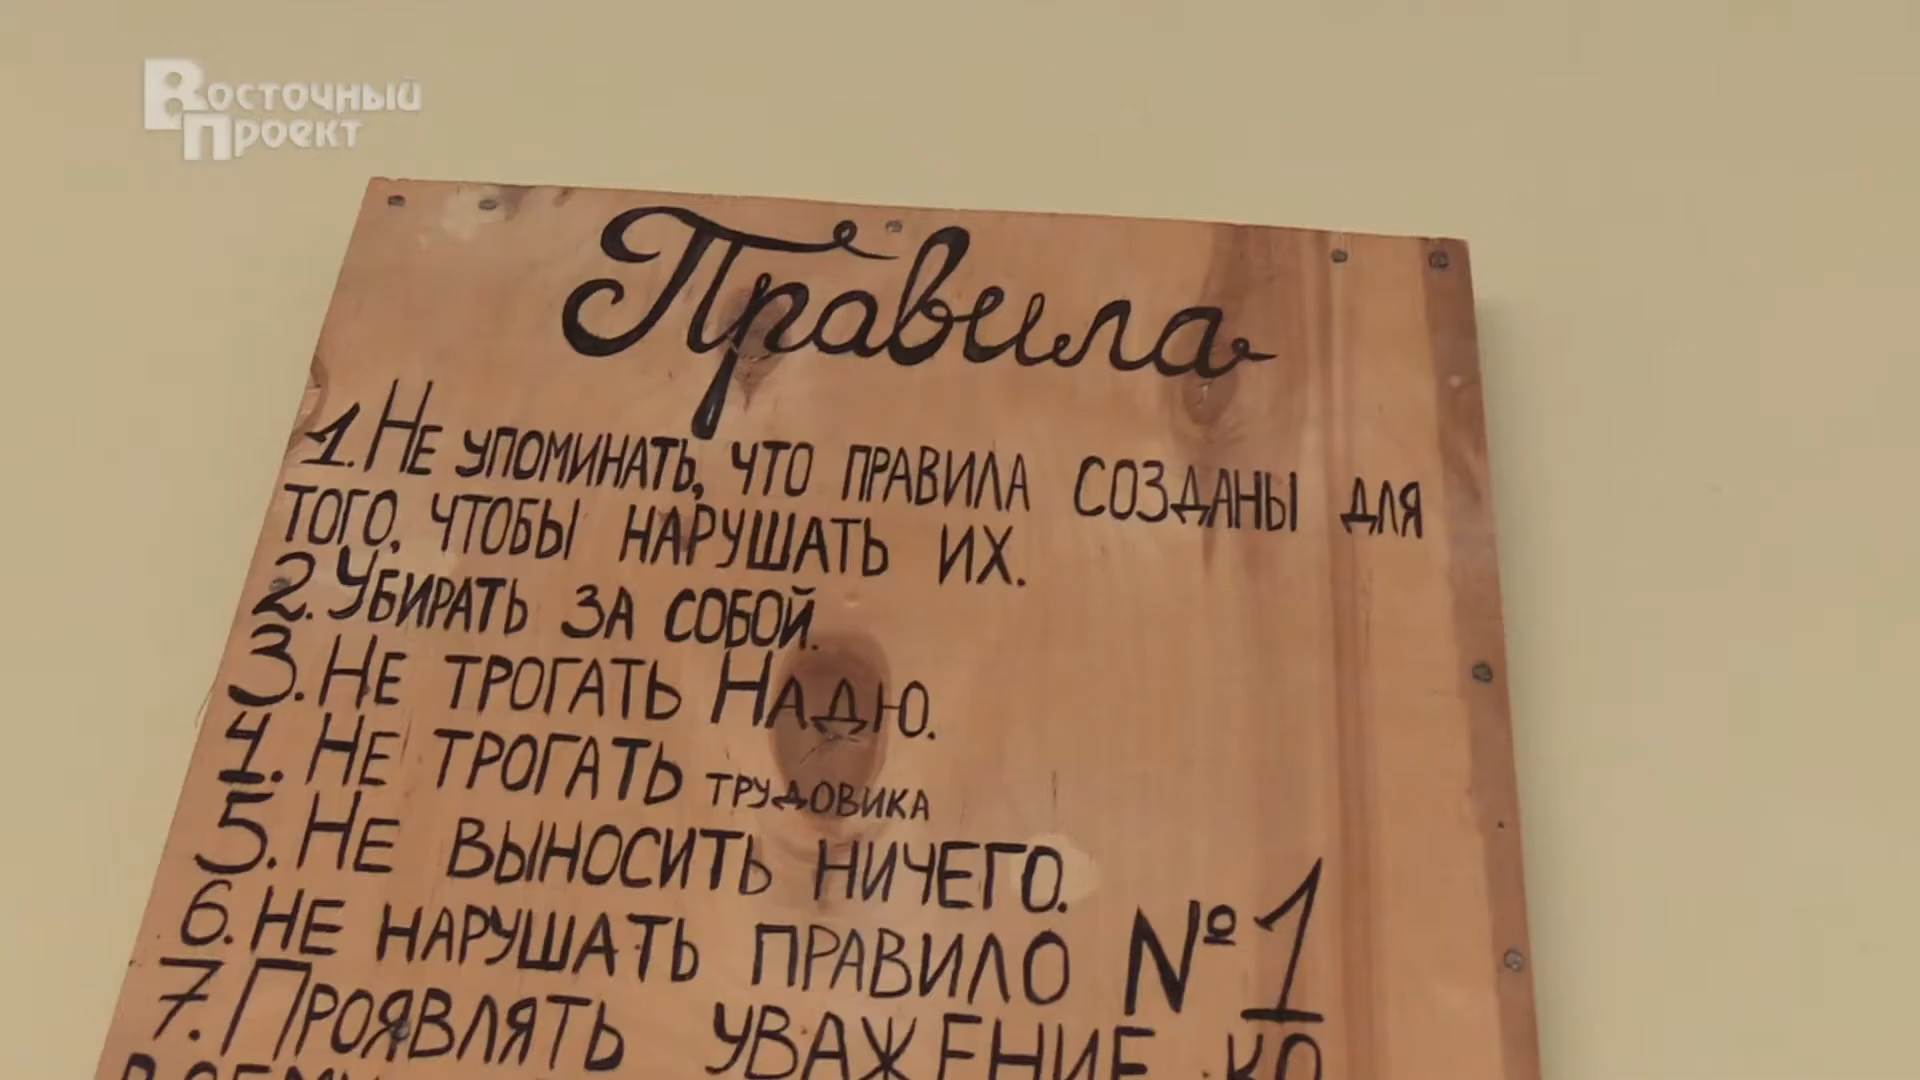 Восточный
Проект
Правила
1. Не упоминать, что правила созданы для
того, чтобы нарушать их.
2. Убирать за собой.
3. Не трогать Надю.
4. Не трогать трудовика
5. Не выносить ничего.
6. Не нарушать правило №1
7. Проявлять уважение ко